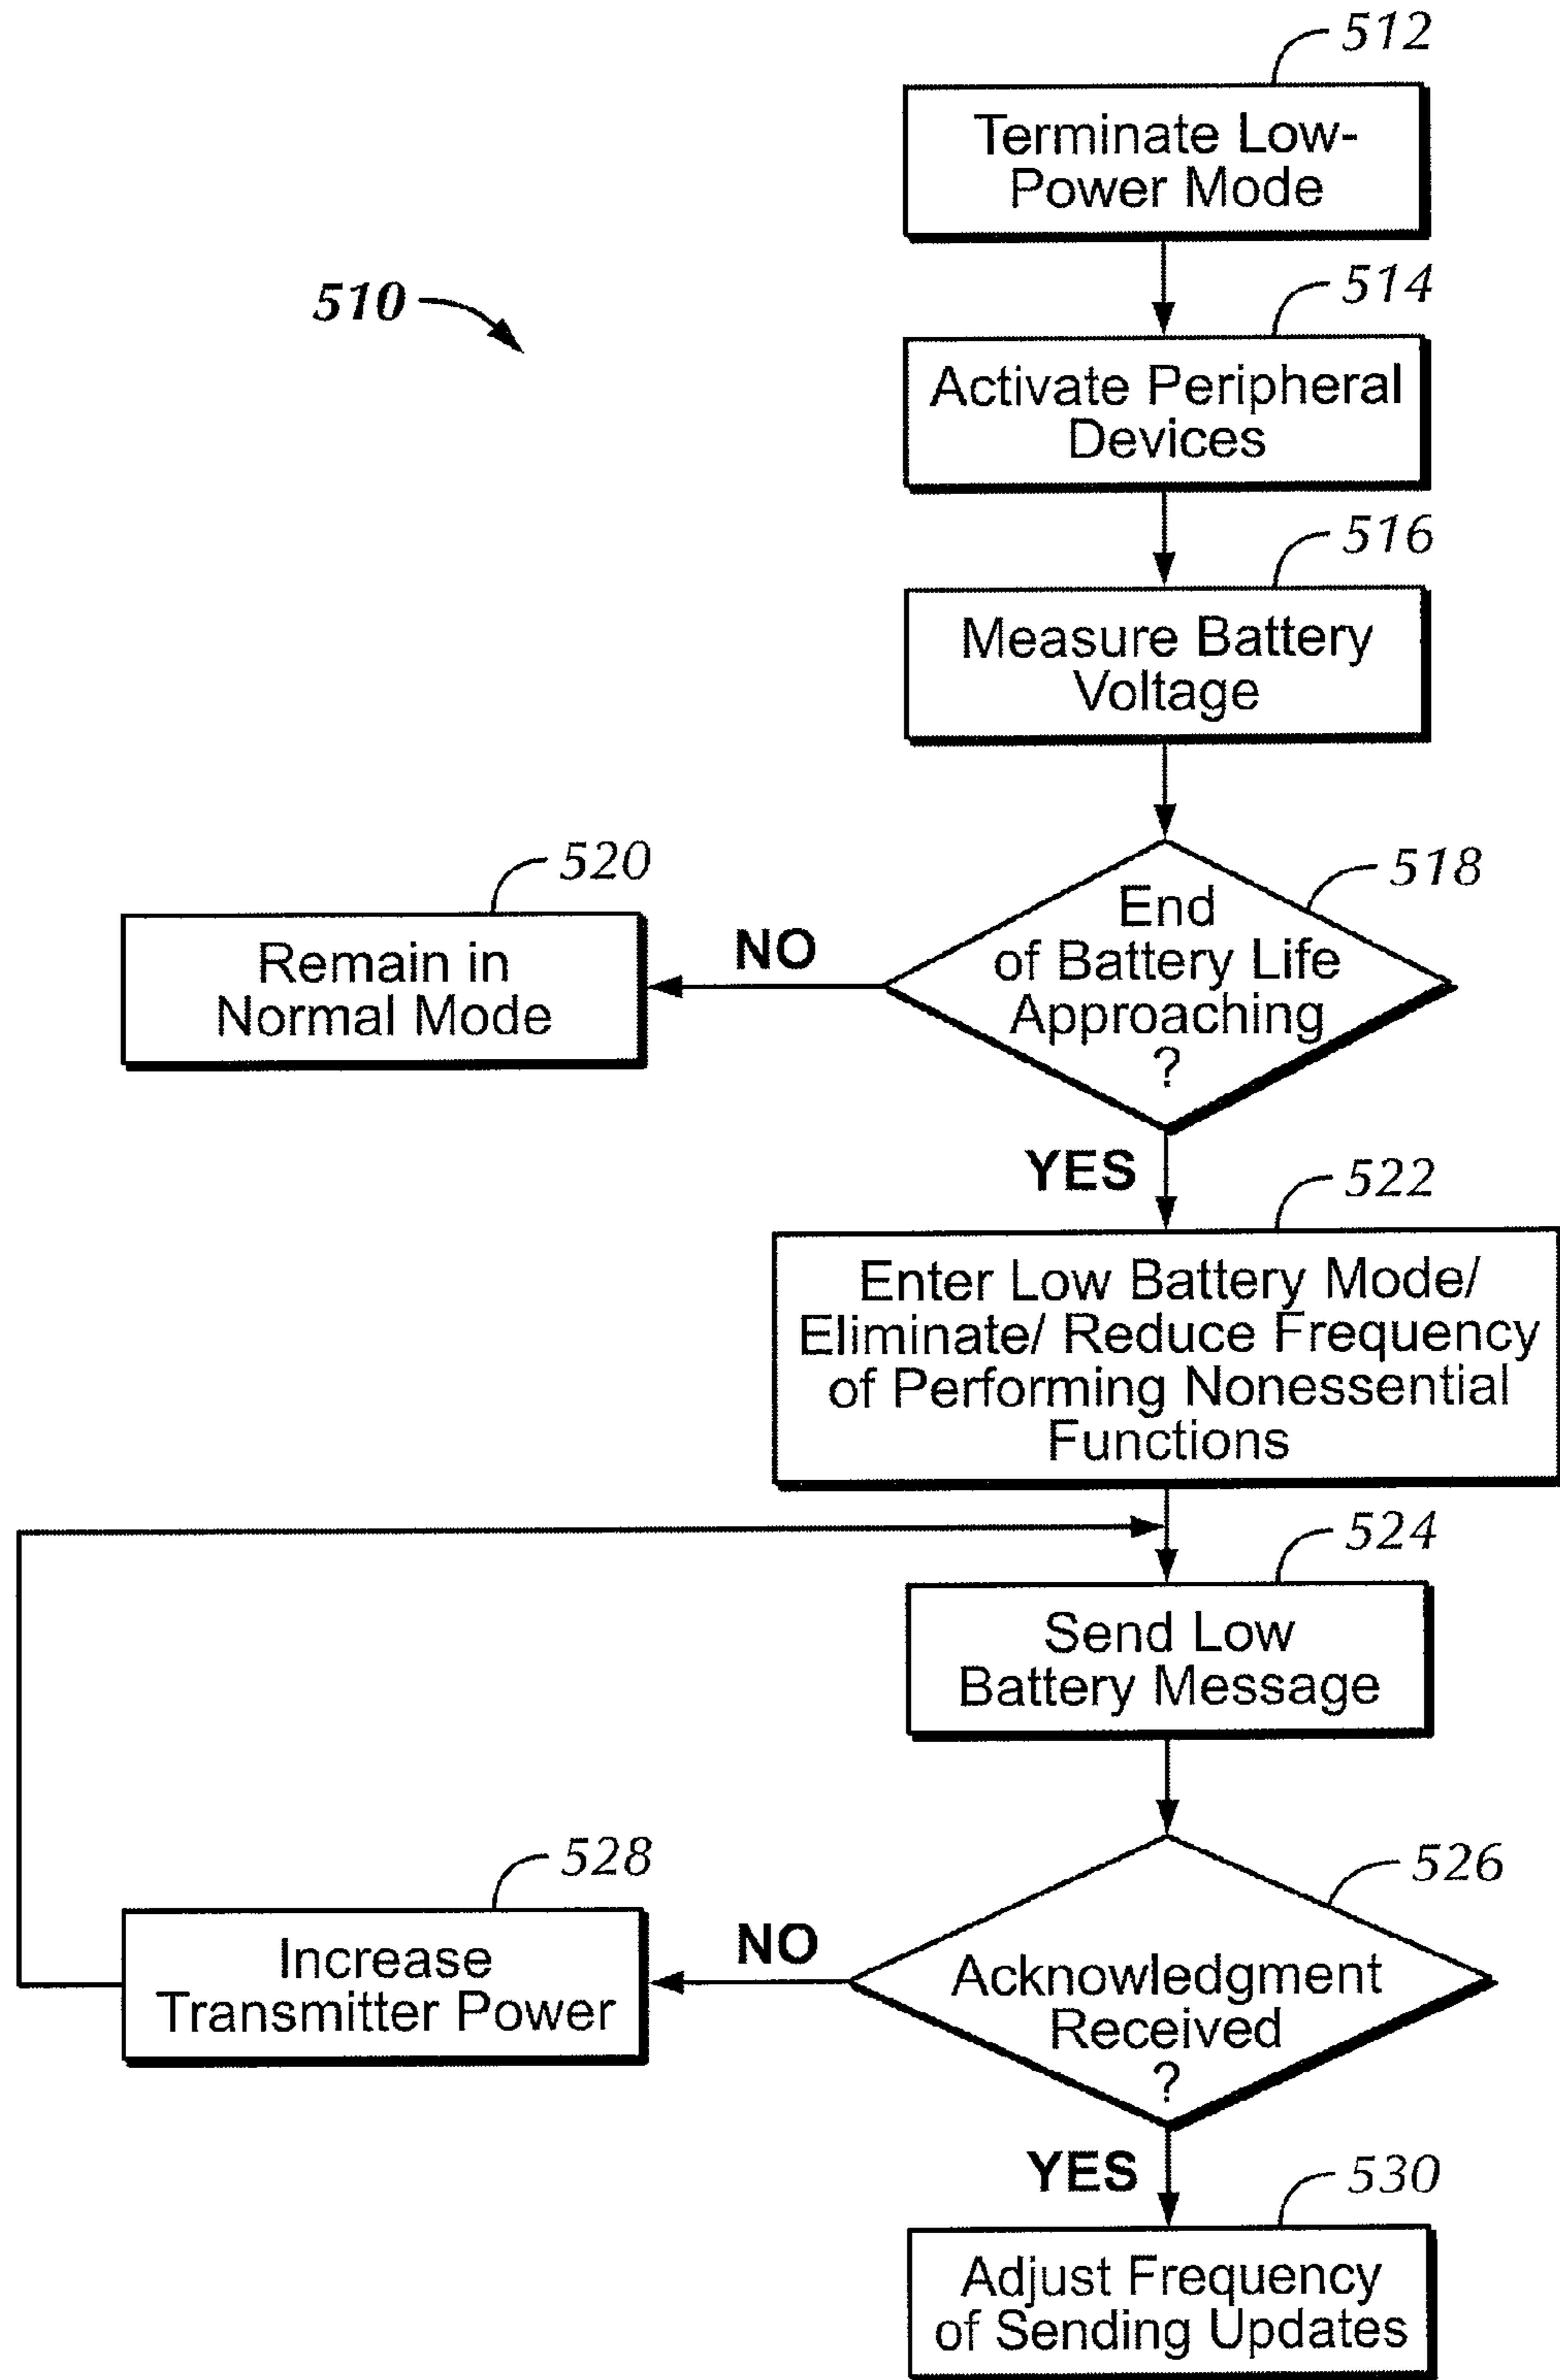 512
Terminate Low-
Power Mode
510
514
Activate Peripheral
Devices
516
Measure Battery
Voltage
520
518
Remain in
Normal Mode
NO
End
of Battery Life
Approaching
?
YES
522
Enter Low Battery Mode/
Eliminate/ Reduce Frequency
of Performing Nonessential
Functions
524
Send Low
Battery Message
528
526
Increase
Transmitter Power
NO
Acknowledgment
Received
?
YES
530
Adjust Frequency
of Sending Updates